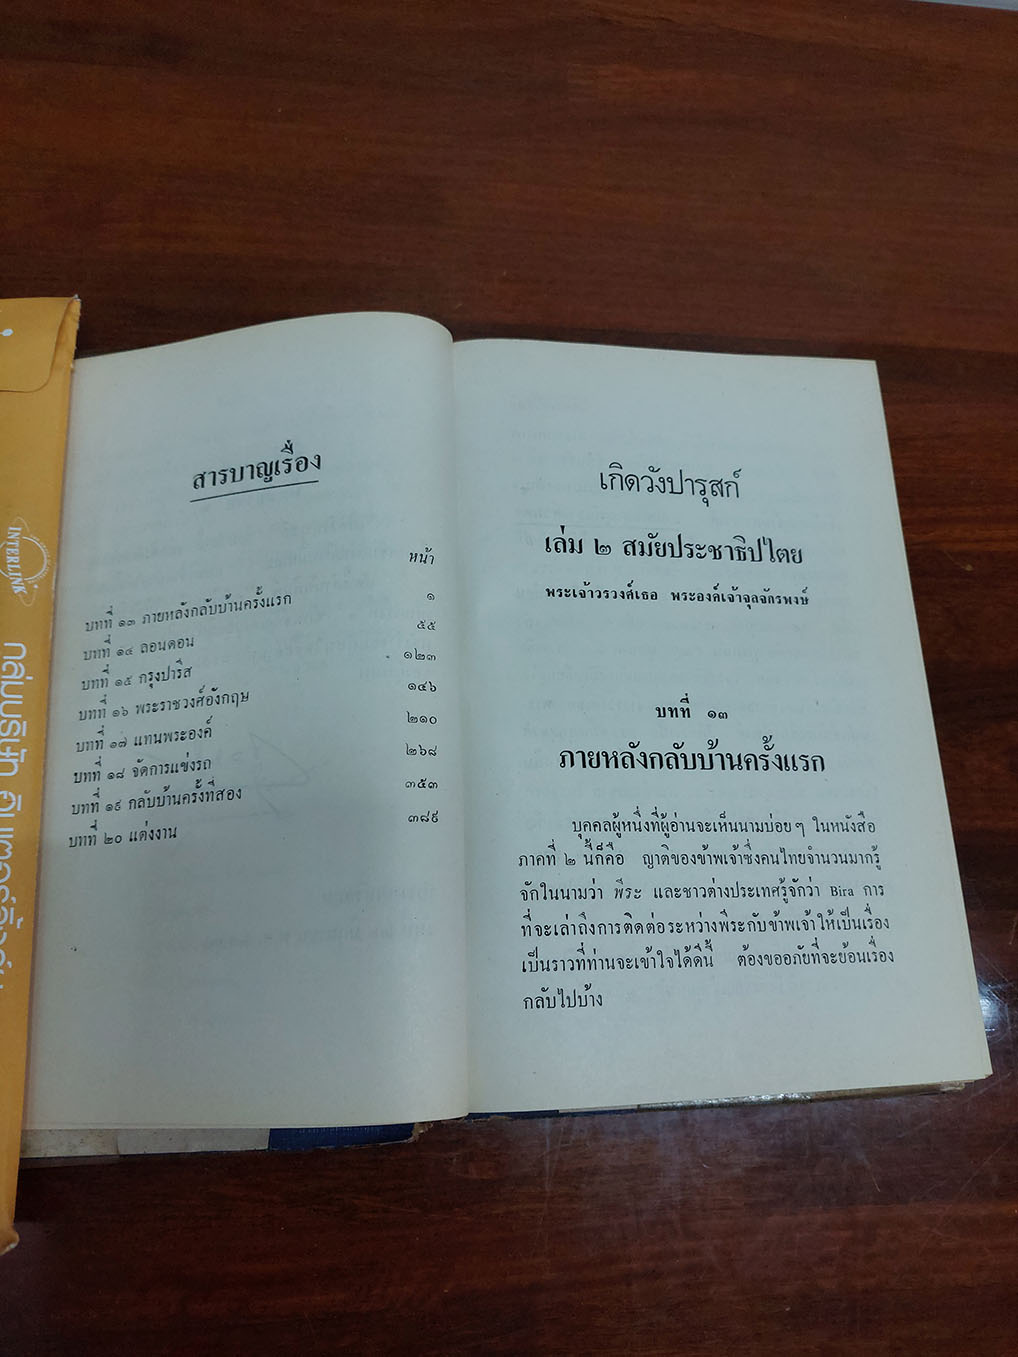 INTERLINK
สารบาญเรื่อง
หน้า
บทที่ ๑๓ ภายหลังกลับบ้านครั้งแรก ๑
บทที่ ๑๔ ลอนดอน ๕๕
บทที่ ๑๕ กรุงปารีส ๑๒๓
บทที่ ๑๖ พระราชวงศ์อังกฤษ ๑๔๖
บทที่ ๑๗ แทนพระองค์ ๒๑๐
บทที่ ๑๘ จัดการแข่งรถ ๒๖๘
บทที่ ๑๙ กลับบ้านครั้งที่สอง ๓๕๓
บทที่ ๒๐ แต่งงาน ๓๘๙
เกิดวังปารุสก์
เล่ม ๒ สมัยประชาธิปไตย
พระเจ้าวรวงศ์เธอ พระองค์เจ้าจุลจักรพงษ์
บทที่ ๑๓
ภายหลังกลับบ้านครั้งแรก
บุคคลผู้หนึ่งที่ผู้อ่านจะเห็นนามบ่อย ๆ ในหนังสือ
ภาคที่ ๒ นี้ก็คือ ญาติของข้าพเจ้าซึ่งคนไทยจำนวนมากรู้
จักในนามว่า พีระ และชาวต่างประเทศรู้จักว่า Bira การ
ที่จะเล่าถึงการติดต่อระหว่างพีระกับข้าพเจ้าให้เป็นเรื่อง
เป็นราวที่ท่านจะเข้าใจได้ดีนี้ ต้องขออภัยที่จะย้อนเรื่อง
กลับไปบ้าง